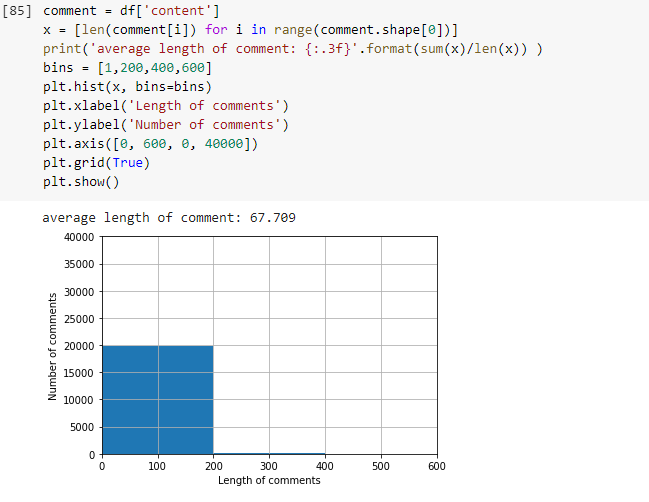 [85] comment = df['content']
x = [len(comment[i]) for i in range(comment.shape[0])]
print('average length of comment: {:.3f}'.format(sum(x)/len(x)) )
bins = [1,200,400,600]
plt.hist(x, bins=bins)
plt.xlabel('Length of comments')
plt.ylabel('Number of comments')
plt.axis([0, 600, 0, 40000])
plt.grid(True)
plt.show()
average length of comment: 67.709
40000
35000
30000
25000
20000
15000
10000
5000
0
Number of comments
0 100 200 300 400 500 600
Length of comments